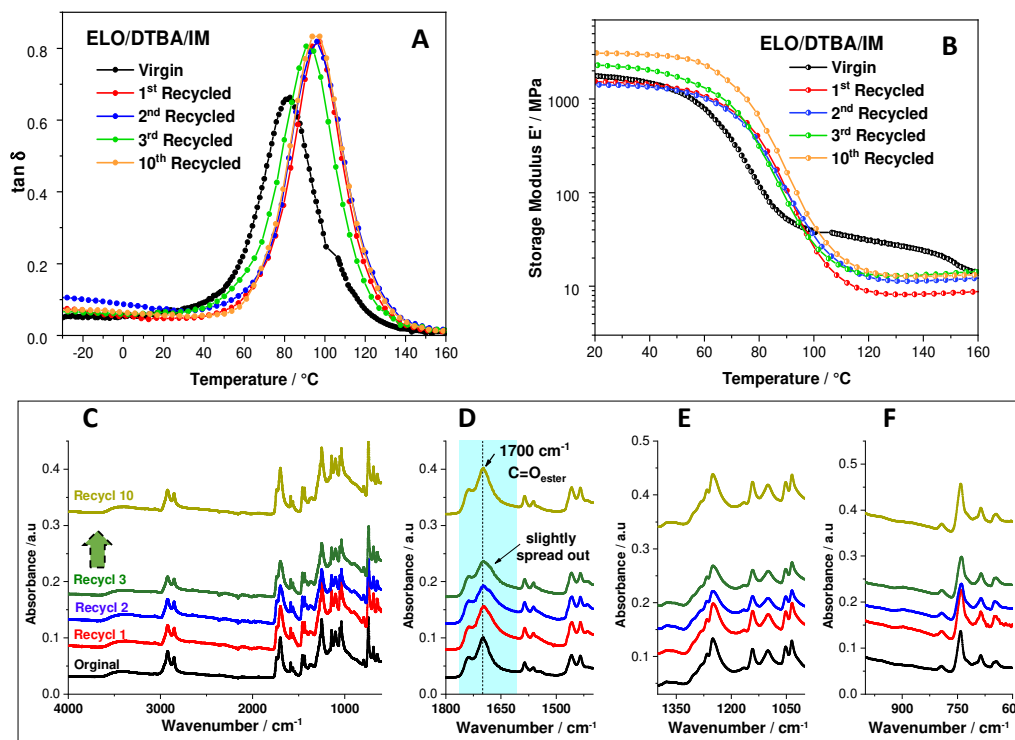 A
ELO/DTBA/IM
Virgin
1st Recycled
2nd Recycled
3rd Recycled
10th Recycled
tan δ
0.8
0.6
0.4
0.2
0.0
-20 0 20 40 60 80 100 120 140 160
Temperature / °C
B
ELO/DTBA/IM
Virgin
1st Recycled
2nd Recycled
3rd Recycled
10th Recycled
Storage Modulus E' / MPa
1000
100
10
20 40 60 80 100 120 140 160
Temperature / °C
C
Absorbance / a.u
0.4
0.3
0.2
0.1
0.0
Recycl 10
Recycl 3
Recycl 2
Recycl 1
Orginal
4000 3000 2000 1000
Wavenumber / cm-1
D
Absorbance /a.u
0.4
0.3
0.2
0.1
0.0
1700 cm-1
C=Oester
slightly
spread out
1800 1650 1500
Wavenumber / cm-1
E
Absorbance / a.u
0.5
0.4
0.3
0.2
0.1
1350 1200 1050
Wavenumber / cm-1
F
Absorbance / a.u
0.5
0.4
0.3
0.2
0.1
0.0
900 750 600
Wavenumber / cm-1